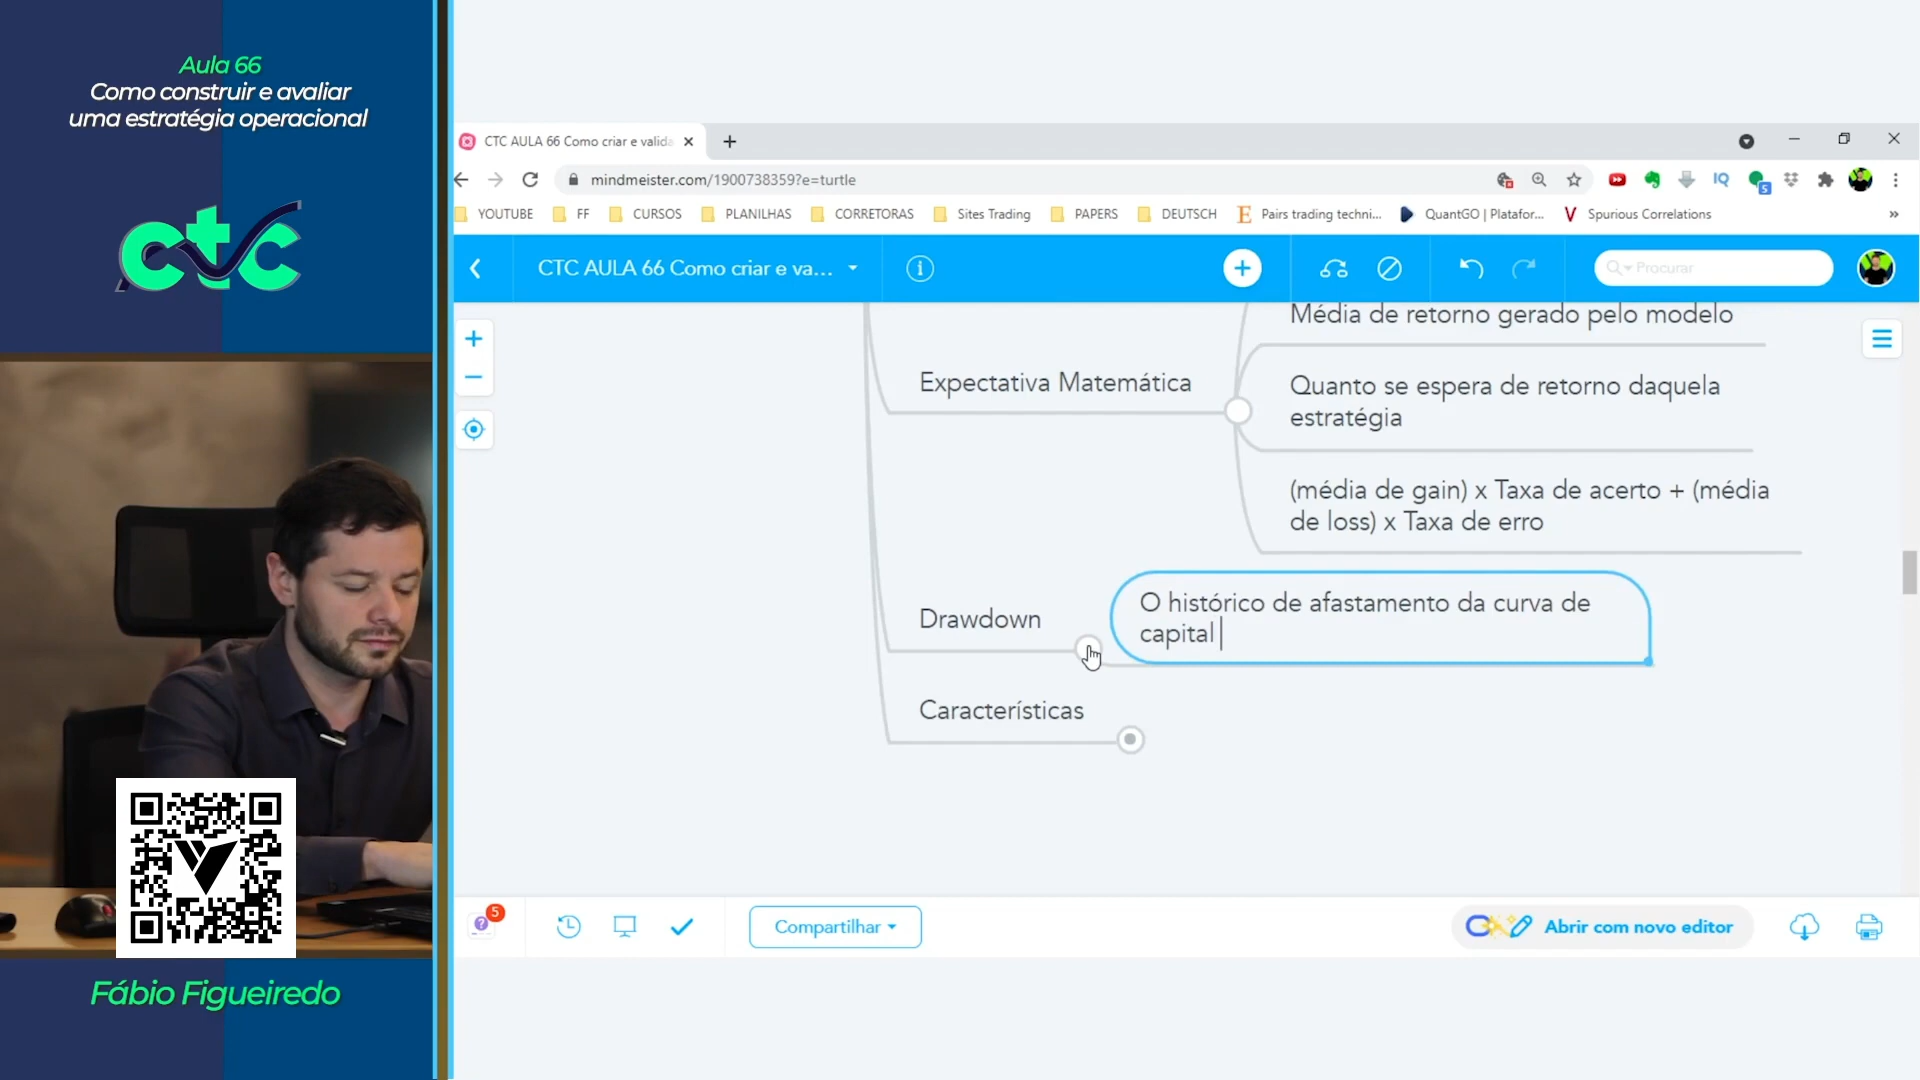 Aula 66
Como construir e avaliar
uma estratégia operacional
ctc
Fábio Figueiredo
CTC AULA 66 Como criar e valida
mindmeister.com/1900738359?e=turtle
IQ
5
YOUTUBE
FF
CURSOS
PLANILHAS
CORRETORAS
Sites Trading
PAPERS
DEUTSCH
E Pairs trading techni...
QuantGO | Platafor...
V Spurious Correlations
»
CTC AULA 66 Como criar e va...
Procurar
Média de retorno gerado pelo modelo
Expectativa Matemática
Quanto se espera de retorno daquela
estratégia
(média de gain) x Taxa de acerto + (média
de loss) x Taxa de erro
Drawdown
O histórico de afastamento da curva de
capital
Características
5
Compartilhar
Abrir com novo editor